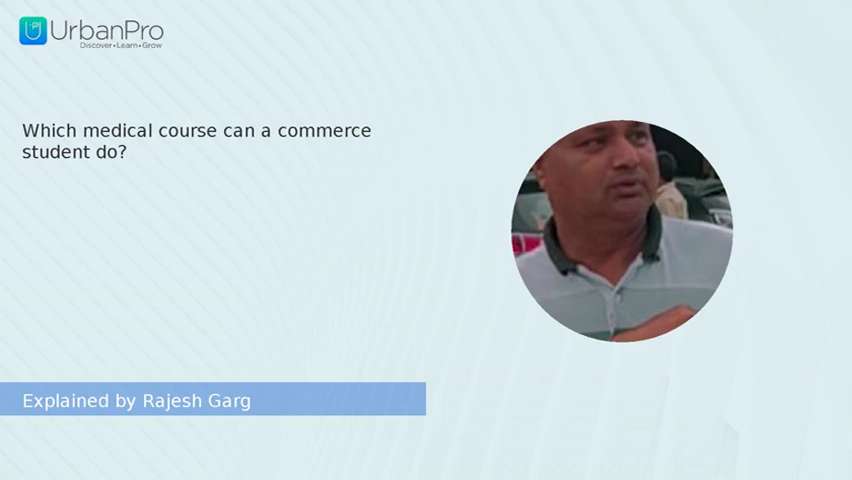 UrbanPro
Discover•Learn•Grow
Which medical course can a commerce
student do?
Explained by Rajesh Garg